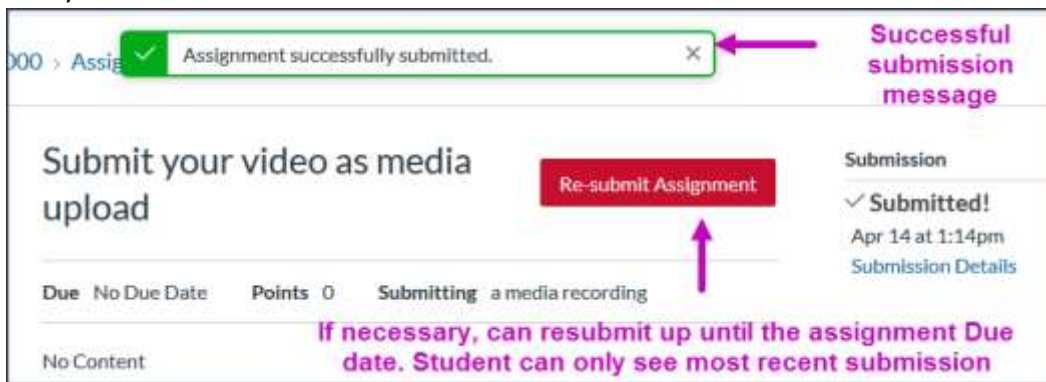 000 > Assig
Assignment successfully submitted. ×
Successful
submission
message
Submit your video as media
upload
Re-submit Assignment
Submission
✓ Submitted!
Apr 14 at 1:14pm
Submission Details
Due No Due Date Points 0 Submitting a media recording
If necessary, can resubmit up until the assignment Due
date. Student can only see most recent submission
No Content